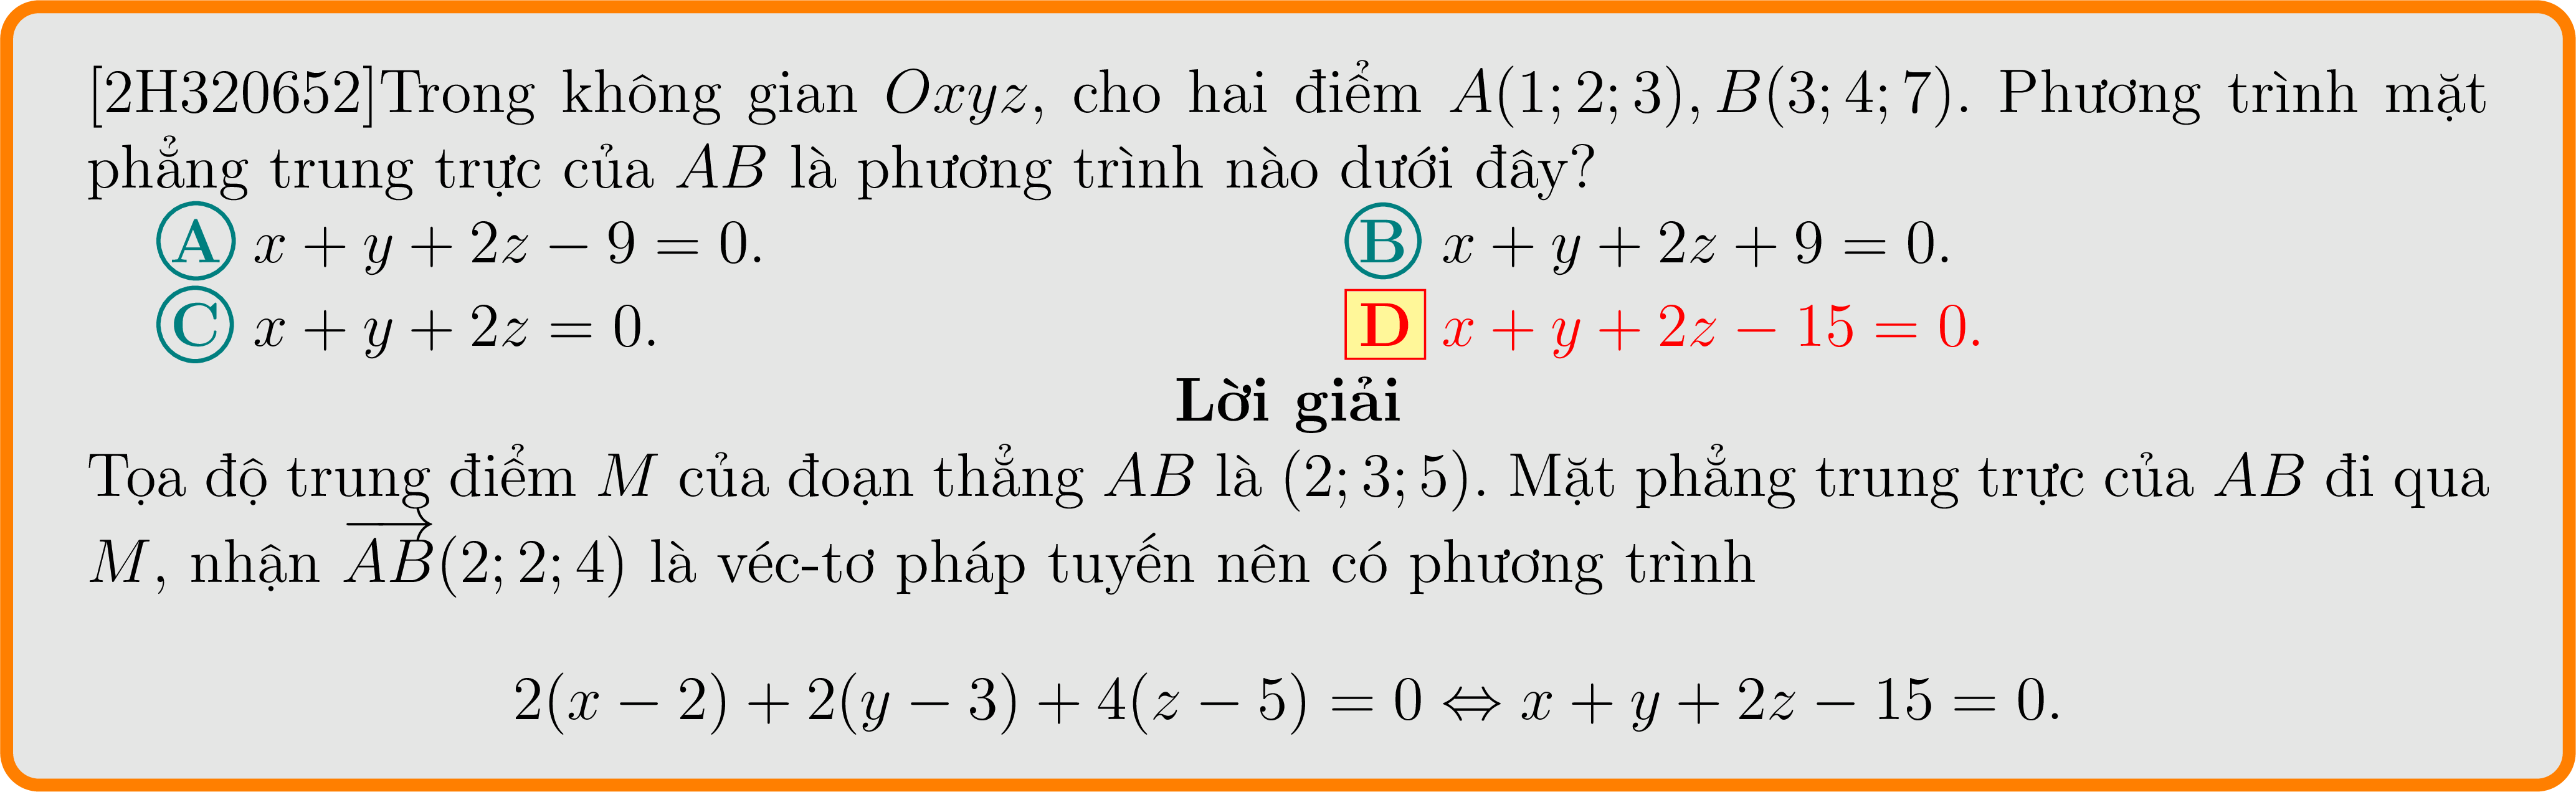 [2H320652]Trong không gian Oxyz, cho hai điểm A(1; 2; 3), B(3; 4; 7). Phương trình mặt
phẳng trung trực của AB là phương trình nào dưới đây?
A x + y + 2z − 9 = 0. B x + y + 2z + 9 = 0.
C x + y + 2z = 0. D x + y + 2z − 15 = 0.
Lời giải
Tọa độ trung điểm M của đoạn thẳng AB là (2; 3; 5). Mặt phẳng trung trực của AB đi qua
M, nhận \overrightarrow{AB}(2; 2; 4) là véc-tơ pháp tuyến nên có phương trình
2(x − 2) + 2(y − 3) + 4(z − 5) = 0 ⇔ x + y + 2z − 15 = 0.